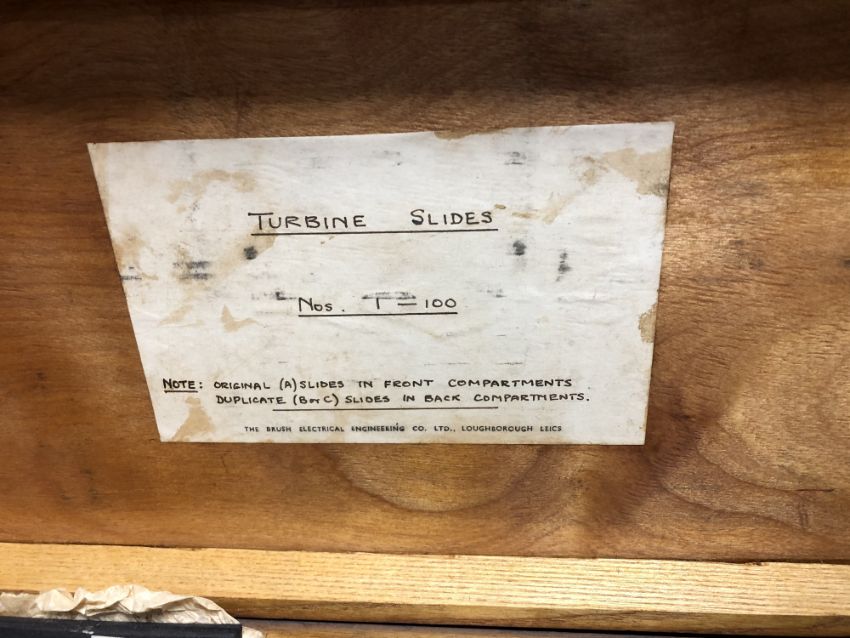 TURBINE SLIDES
Nos. 1 — 100
NOTE: ORIGINAL (A) SLIDES IN FRONT COMPARTMENTS
DUPLICATE (B or C) SLIDES IN BACK COMPARTMENTS.
THE BRUSH ELECTRICAL ENGINEERING CO. LTD., LOUGHBOROUGH LEICS